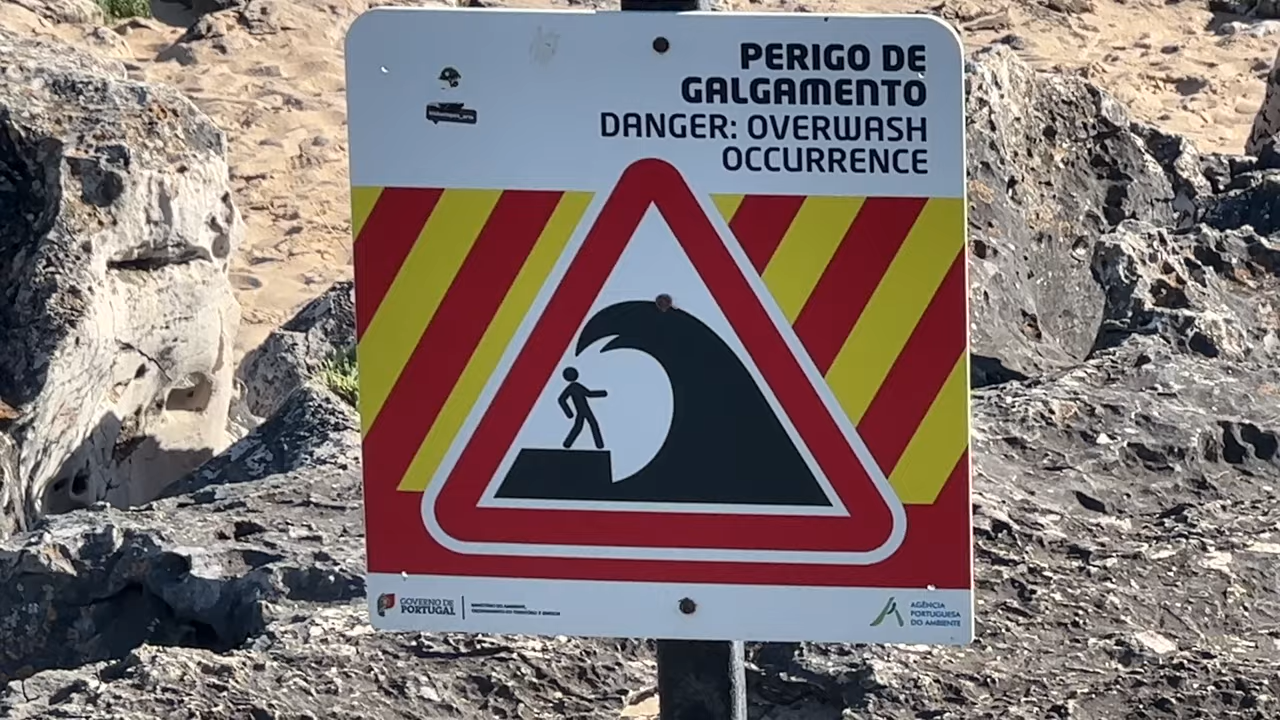 PERIGO DE
GALGAMENTO
DANGER: OVERWASH
OCCURRENCE
GOVERNO DE
PORTUGAL
AGÊNCIA
PORTUGUESA
DO AMBIENTE